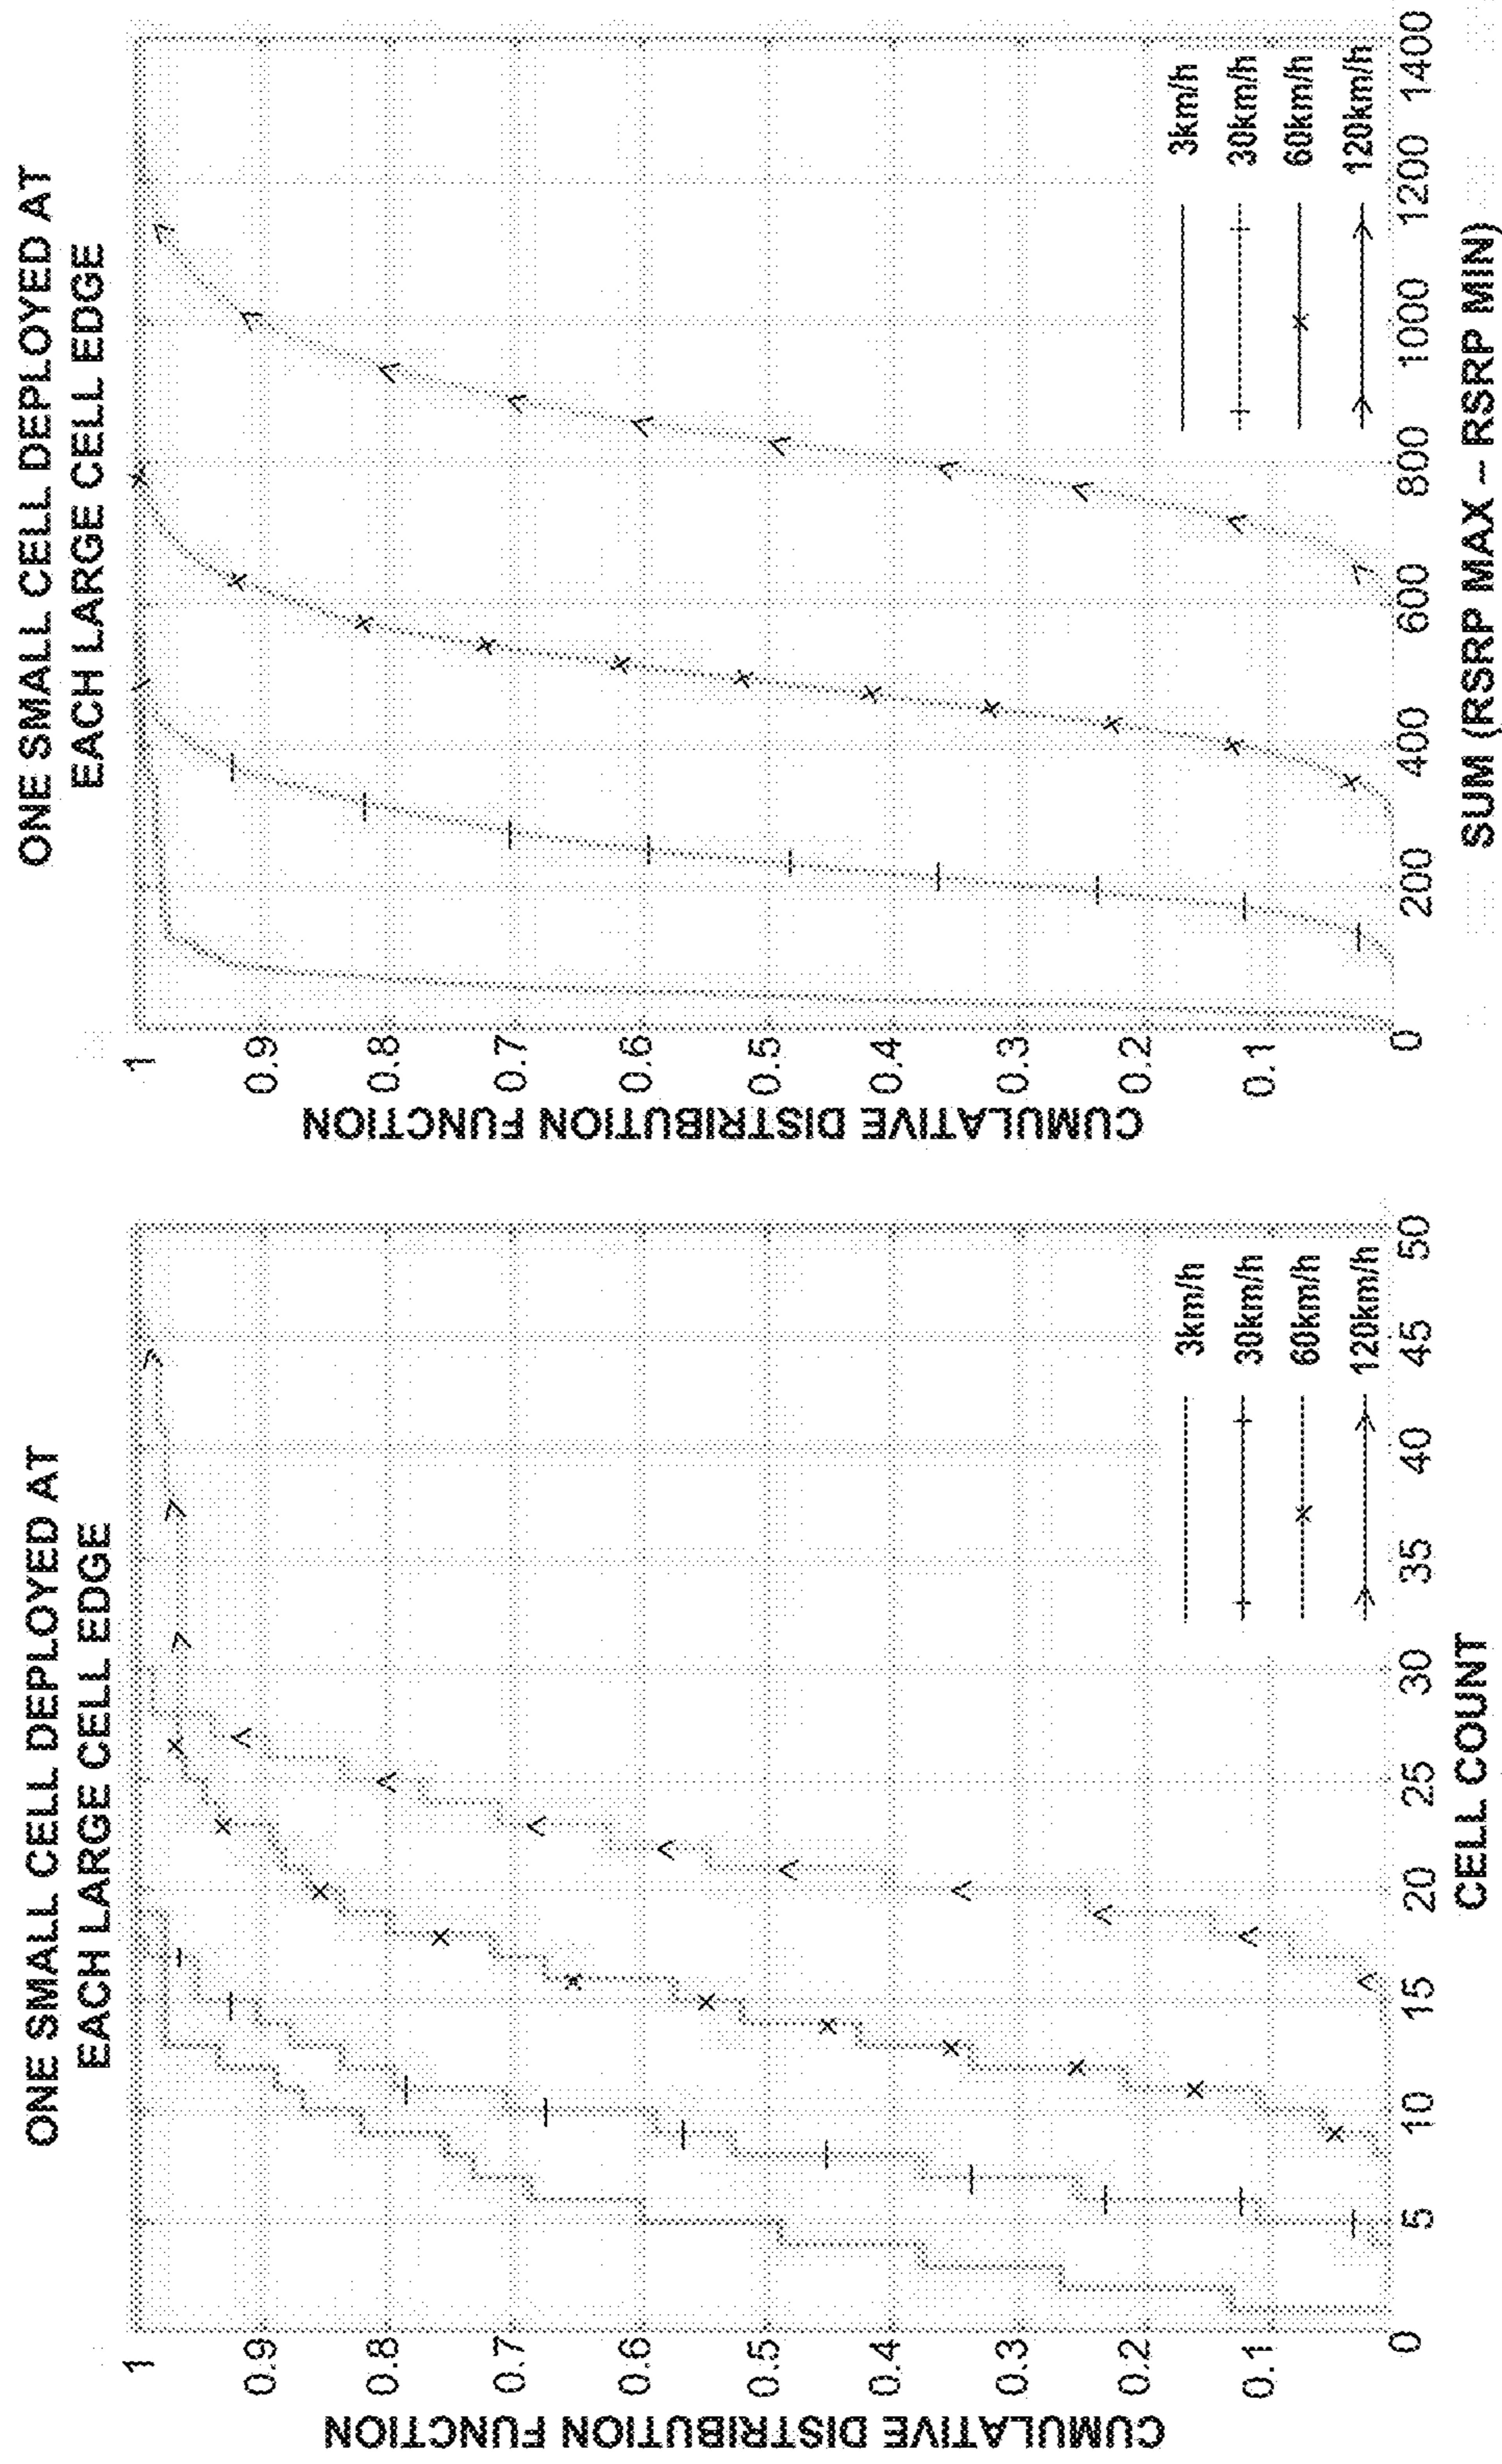 ONE SMALL CELL DEPLOYED AT
EACH LARGE CELL EDGE
CUMULATIVE DISTRIBUTION FUNCTION
1
0.9
0.8
0.7
0.6
0.5
0.4
0.3
0.2
0.1
0
5
10
15
20
25
30
35
40
45
50
CELL COUNT
3km/h
30km/h
60km/h
120km/h
ONE SMALL CELL DEPLOYED AT
EACH LARGE CELL EDGE
CUMULATIVE DISTRIBUTION FUNCTION
1
0.9
0.8
0.7
0.6
0.5
0.4
0.3
0.2
0.1
0
200
400
600
800
1000
1200
1400
SUM (RSRP MAX – RSRP MIN)
3km/h
30km/h
60km/h
120km/h